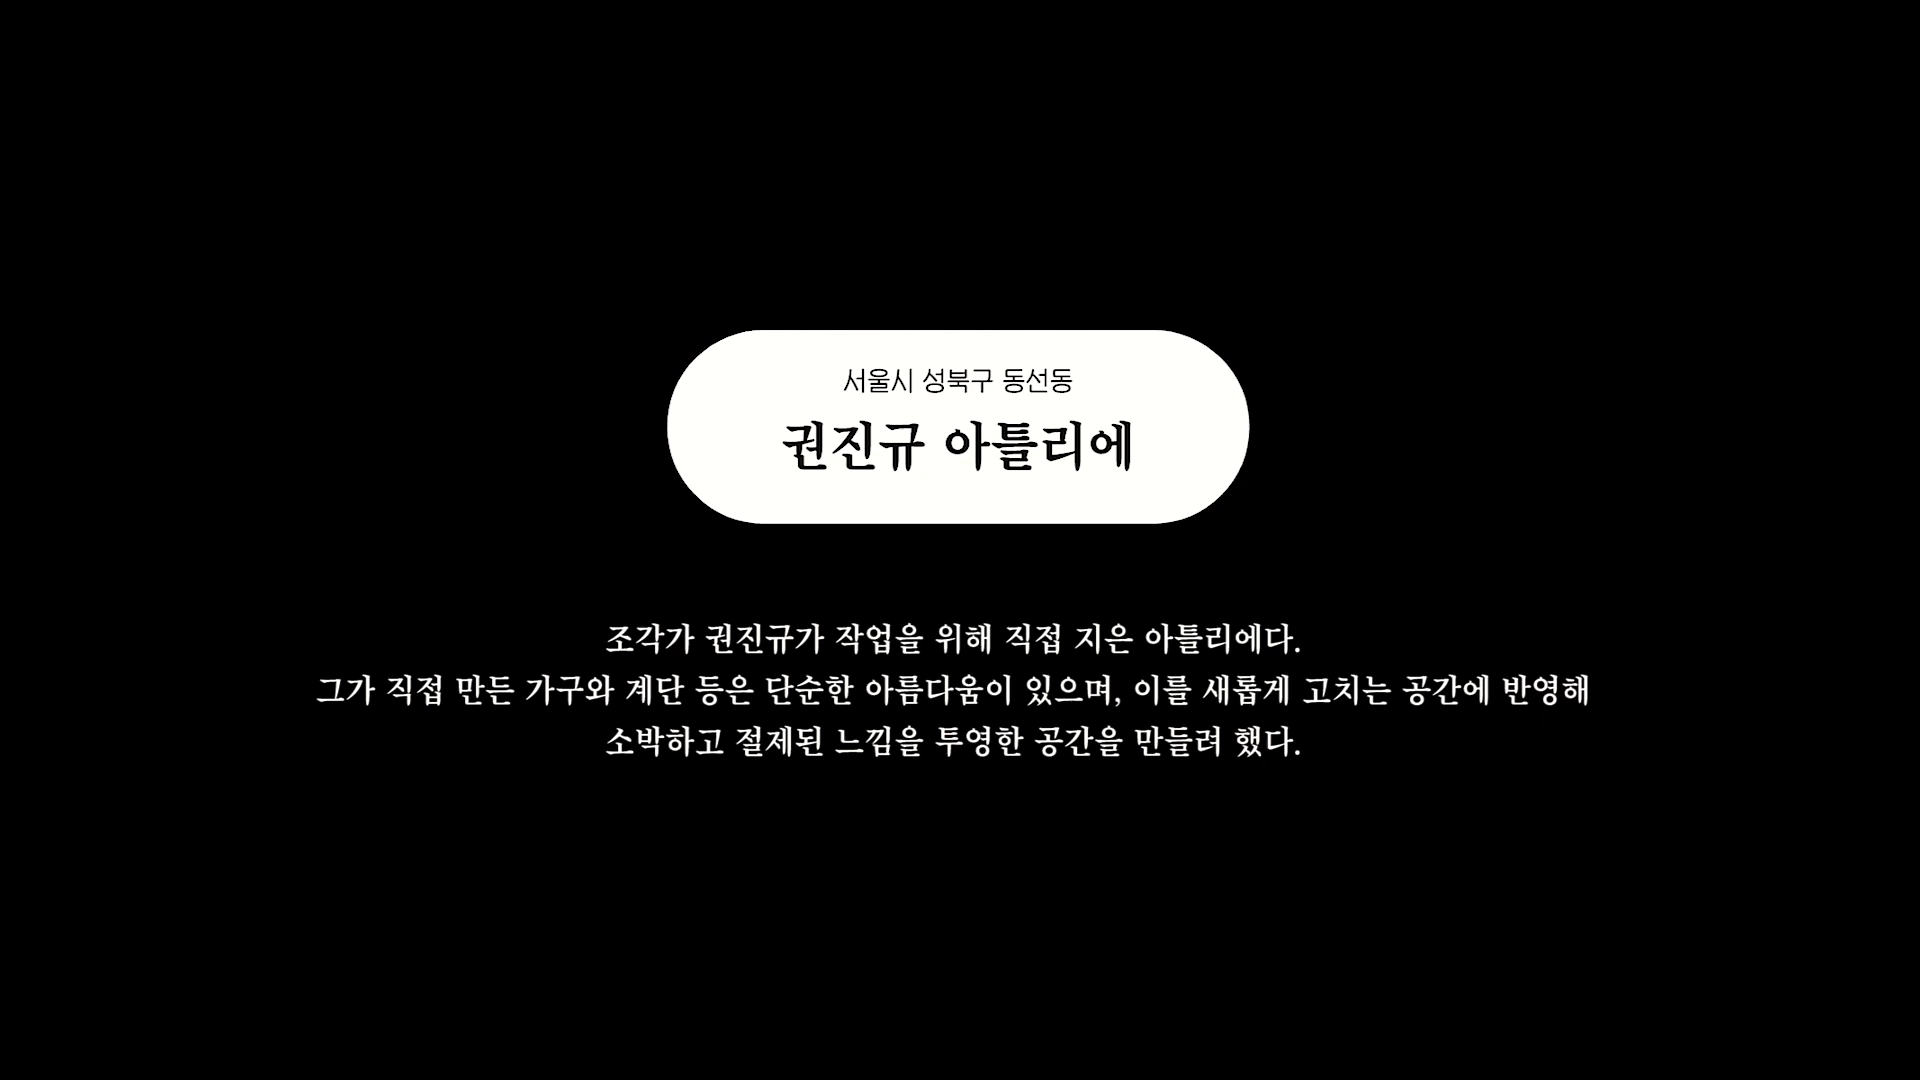 서울시 성북구 동선동
권진규 아틀리에
조각가 권진규가 작업을 위해 직접 지은 아틀리에다.
그가 직접 만든 가구와 계단 등은 단순한 아름다움이 있으며, 이를 새롭게 고치는 공간에 반영해
소박하고 절제된 느낌을 투영한 공간을 만들려 했다.